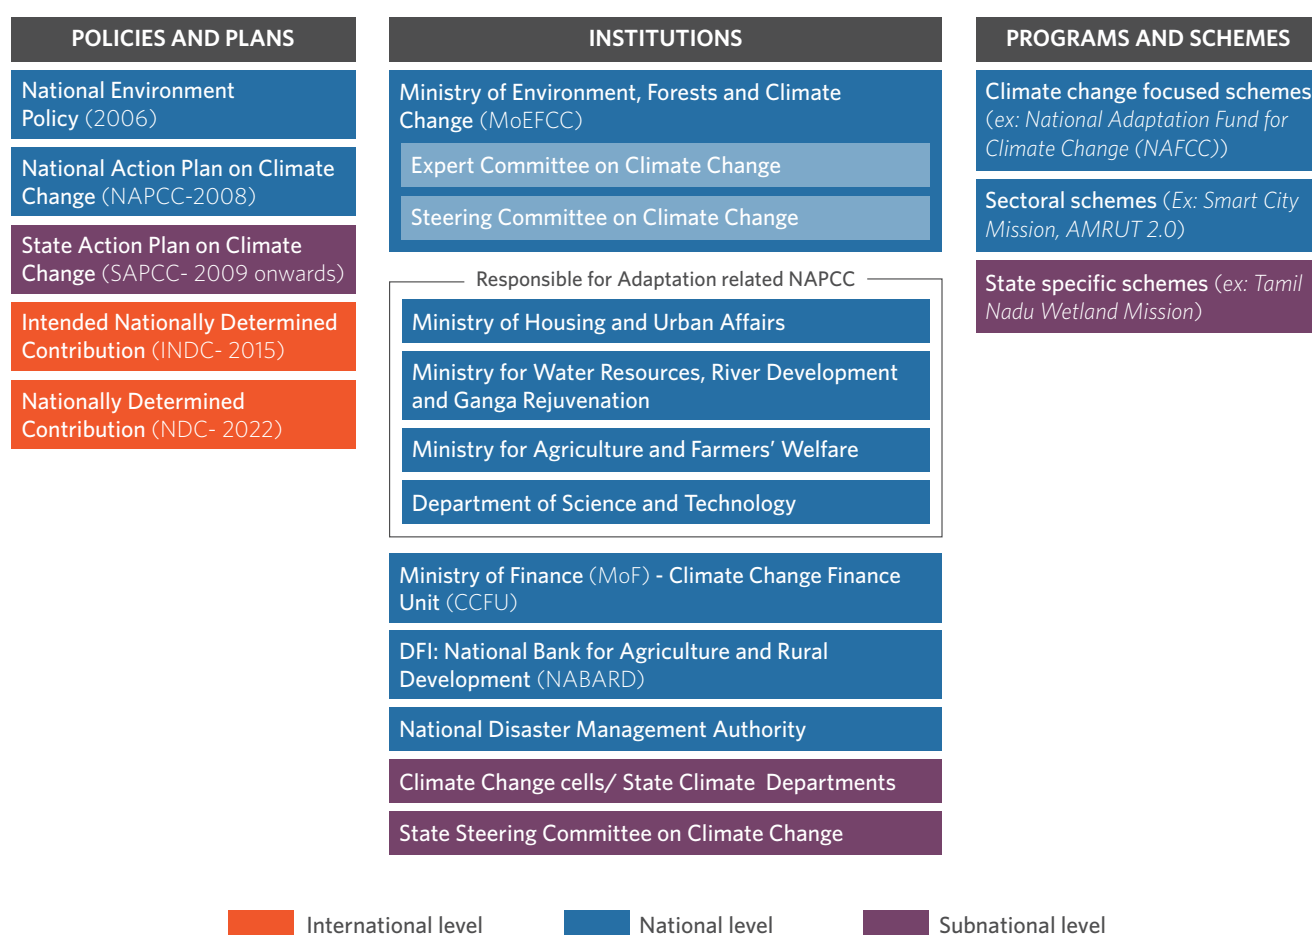 POLICIES AND PLANS
National Environment
Policy (2006)
National Action Plan on Climate
Change (NAPCC-2008)
State Action Plan on Climate
Change (SAPCC- 2009 onwards)
Intended Nationally Determined
Contribution (INDC- 2015)
Nationally Determined
Contribution (NDC- 2022)
INSTITUTIONS
Ministry of Environment, Forests and Climate
Change (MoEFCC)
Expert Committee on Climate Change
Steering Committee on Climate Change
Responsible for Adaptation related NAPCC
Ministry of Housing and Urban Affairs
Ministry for Water Resources, River Development
and Ganga Rejuvenation
Ministry for Agriculture and Farmers’ Welfare
Department of Science and Technology
Ministry of Finance (MoF) - Climate Change Finance
Unit (CCFU)
DFI: National Bank for Agriculture and Rural
Development (NABARD)
National Disaster Management Authority
Climate Change cells/ State Climate Departments
State Steering Committee on Climate Change
PROGRAMS AND SCHEMES
Climate change focused schemes
(ex: National Adaptation Fund for
Climate Change (NAFCC))
Sectoral schemes (Ex: Smart City
Mission, AMRUT 2.0)
State specific schemes (ex: Tamil
Nadu Wetland Mission)
International level
National level
Subnational level